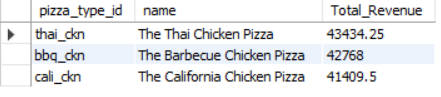 pizza_type_id name Total_Revenue
thai_ckn The Thai Chicken Pizza 43434.25
bbq_ckn The Barbecue Chicken Pizza 42768
cali_ckn The California Chicken Pizza 41409.5